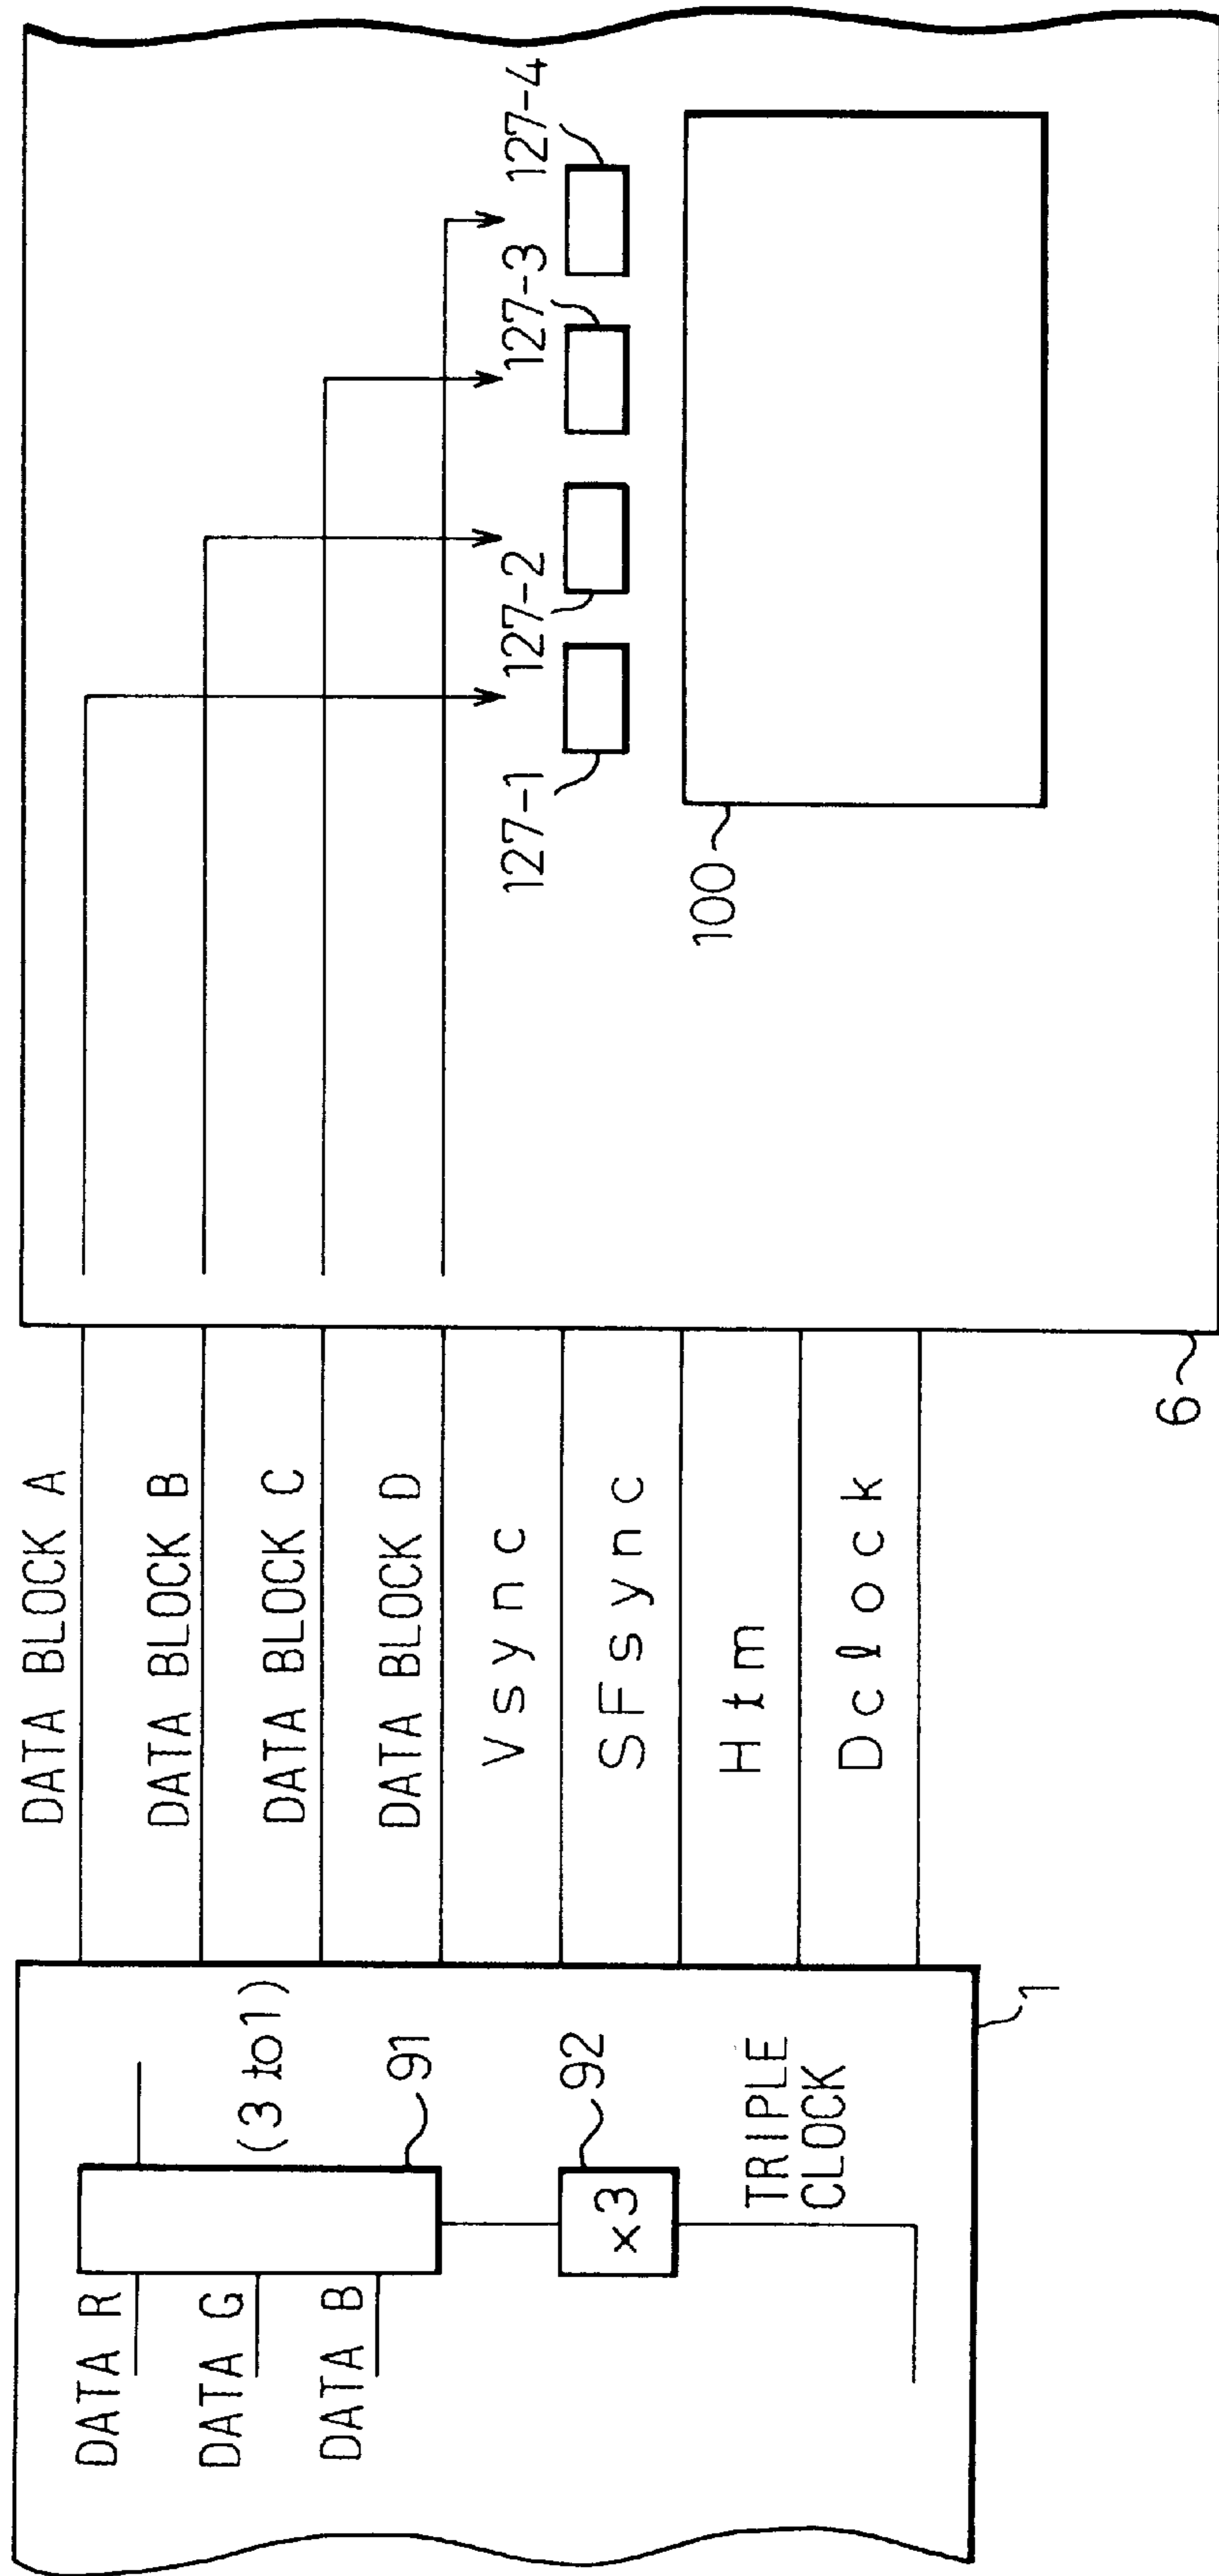 DATA R
DATA G
DATA B
(3 to 1)
91
x3
92
TRIPLE
CLOCK
1
DATA BLOCK A
DATA BLOCK B
DATA BLOCK C
DATA BLOCK D
Vsync
SFsync
Htm
Dclock
6
127-1
127-2
127-3
127-4
100